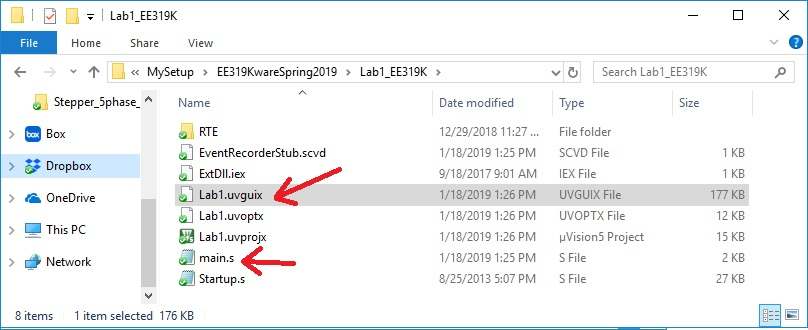 Lab1_EE319K
File Home Share View
MySetup EE319KwareSpring2019 Lab1_EE319K Search Lab1_EE319K
Name Date modified Type Size
Stepper_5phase_
Box
Dropbox
OneDrive
This PC
Network
RTE 12/29/2018 11:27 ... File folder
EventRecorderStub.scvd 1/18/2019 1:25 PM SCVD File 1 KB
ExtDll.iex 9/18/2017 9:01 AM IEX File 1 KB
Lab1.uvguix 1/18/2019 1:26 PM UVGUIX File 177 KB
Lab1.uvoptx 1/18/2019 1:26 PM UVOPTX File 12 KB
Lab1.uvprojx 1/18/2019 1:26 PM µVision5 Project 15 KB
main.s 1/18/2019 1:25 PM S File 2 KB
Startup.s 8/25/2013 5:07 PM S File 27 KB
8 items 1 item selected 176 KB